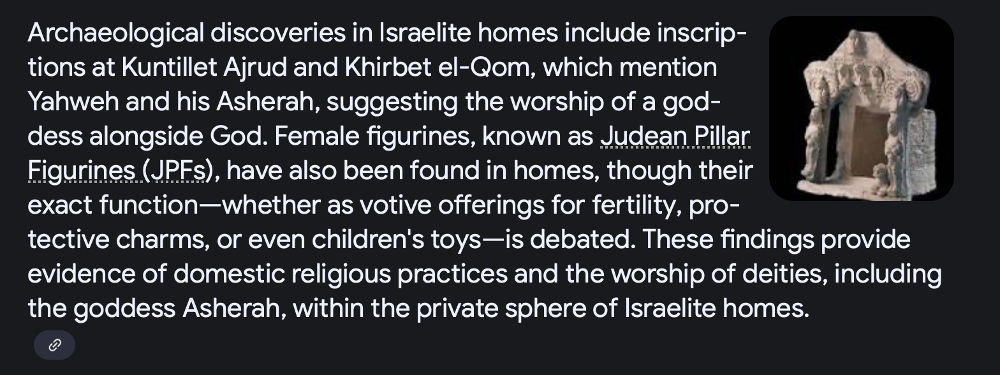 Archaeological discoveries in Israelite homes include inscrip-
tions at Kuntillet Ajrud and Khirbet el-Qom, which mention
Yahweh and his Asherah, suggesting the worship of a god-
dess alongside God. Female figurines, known as Judean Pillar
Figurines (JPFs), have also been found in homes, though their
exact function—whether as votive offerings for fertility, pro-
tective charms, or even children's toys—is debated. These findings provide
evidence of domestic religious practices and the worship of deities, including
the goddess Asherah, within the private sphere of Israelite homes.